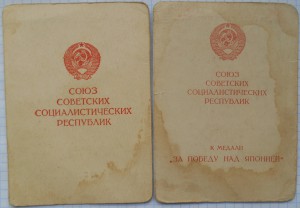 СОЮЗ
СОВЕТСКИХ
СОЦИАЛИСТИЧЕСКИХ
РЕСПУБЛИК
СОЮЗ
СОВЕТСКИХ
СОЦИАЛИСТИЧЕСКИХ
РЕСПУБЛИК
К МЕДАЛИ
„ЗА ПОБЕДУ НАД ЯПОНИЕЙ“